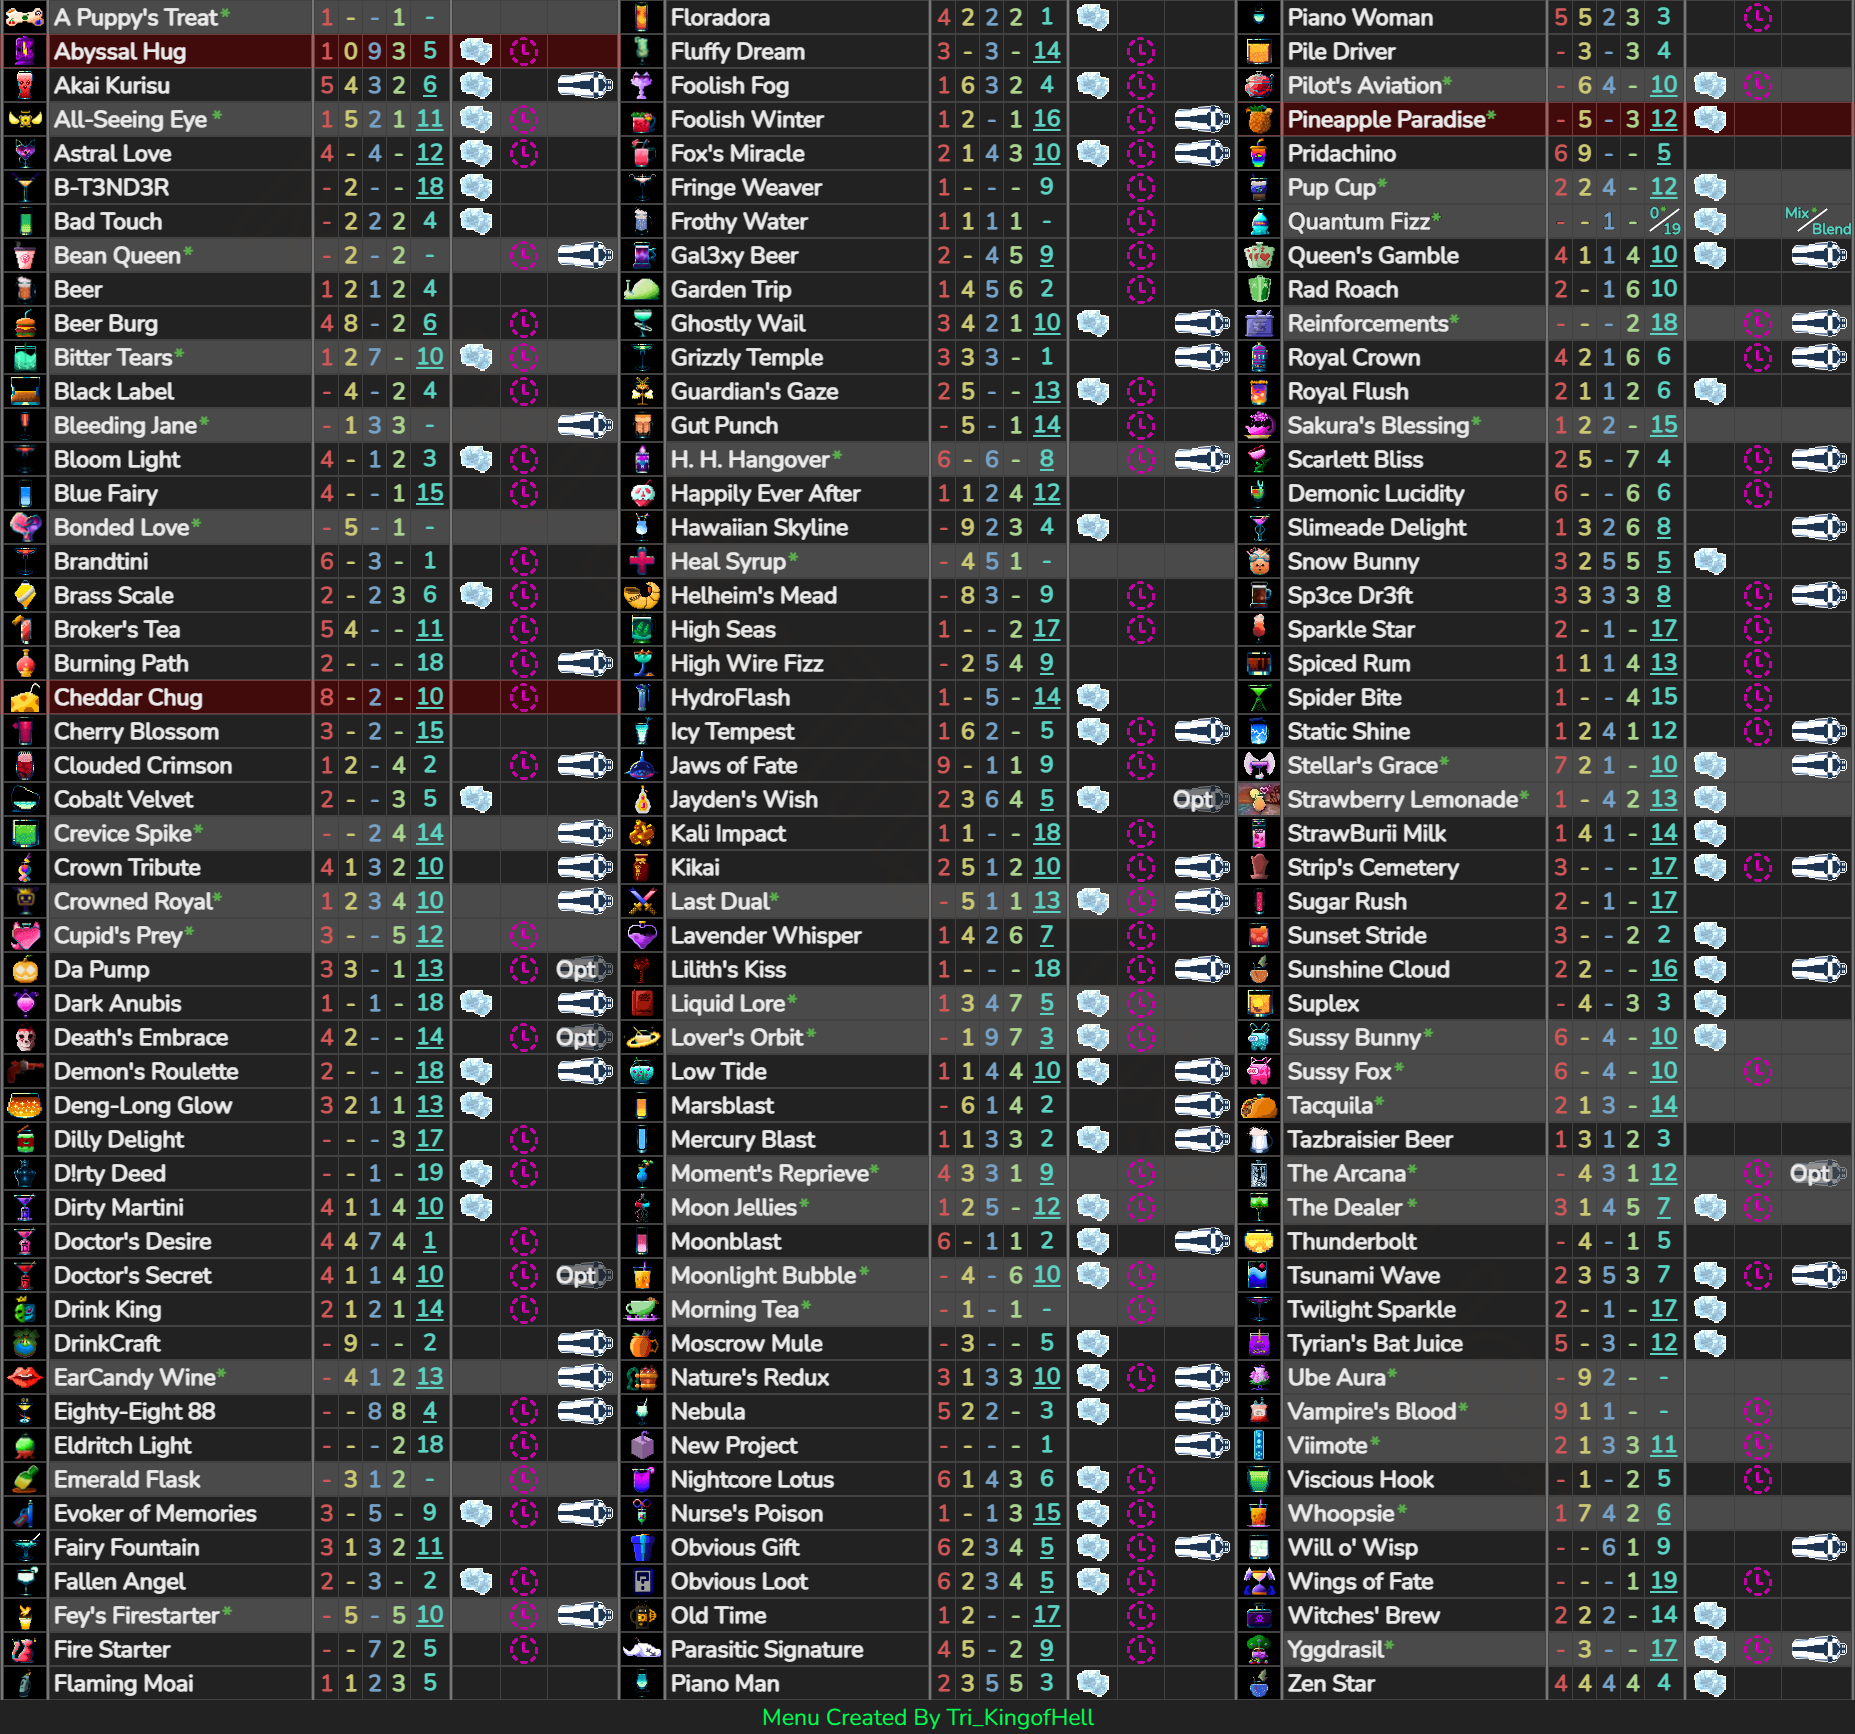 A Puppy's Treat* 1 - - 1 -
Abyssal Hug 1 0 9 3 5
Akai Kurisu 5 4 3 2 6
All-Seeing Eye* 1 5 2 1 11
Astral Love 4 - 4 - 12
B-T3ND3R - 2 - - 18
Bad Touch - 2 2 2 4
Bean Queen* - 2 - 2 -
Beer 1 2 1 2 4
Beer Burg 4 8 - 2 6
Bitter Tears* 1 2 7 - 10
Black Label - 4 - 2 4
Bleeding Jane* - 1 3 3 -
Bloom Light 4 - 1 2 3
Blue Fairy 4 - - 1 15
Bonded Love* - 5 - 1 -
Brandtini 6 - 3 - 1
Brass Scale 2 - 2 3 6
Broker's Tea 5 4 - - 11
Burning Path 2 - - - 18
Cheddar Chug 8 - 2 - 10
Cherry Blossom 3 - 2 - 15
Clouded Crimson 1 2 - 4 2
Cobalt Velvet 2 - - 3 5
Crevice Spike* - - 2 4 14
Crown Tribute 4 1 3 2 10
Crowned Royal* 1 2 3 4 10
Cupid's Prey* 3 - - 5 12
Da Pump 3 3 - 1 13 Opt
Dark Anubis 1 - 1 - 18
Death's Embrace 4 2 - - 14 Opt
Demon's Roulette 2 - - - 18
Deng-Long Glow 3 2 1 1 13
Dilly Delight - - - 3 17
D!rty Deed - - 1 - 19
Dirty Martini 4 1 1 4 10
Doctor's Desire 4 4 7 4 1
Doctor's Secret 4 1 1 4 10 Opt
Drink King 2 1 2 1 14
DrinkCraft - 9 - - 2
EarCandy Wine* - 4 1 2 13
Eighty-Eight 88 - - 8 8 4
Eldritch Light - - - 2 18
Emerald Flask - 3 1 2 -
Evoker of Memories 3 - 5 - 9
Fairy Fountain 3 1 3 2 11
Fallen Angel 2 - 3 - 2
Fey's Firestarter* - 5 - 5 10
Fire Starter - - 7 2 5
Flaming Moai 1 1 2 3 5
Floradora 4 2 2 2 1
Fluffy Dream 3 - 3 - 14
Foolish Fog 1 6 3 2 4
Foolish Winter 1 2 - 1 16
Fox's Miracle 2 1 4 3 10
Fringe Weaver 1 - - - 9
Frothy Water 1 1 1 1 -
Gal3xy Beer 2 - 4 5 9
Garden Trip 1 4 5 6 2
Ghostly Wail 3 4 2 1 10
Grizzly Temple 3 3 3 - 1
Guardian's Gaze 2 5 - - 13
Gut Punch - 5 - 1 14
H. H. Hangover* 6 - 6 - 8
Happily Ever After 1 1 2 4 12
Hawaiian Skyline - 9 2 3 4
Heal Syrup* - 4 5 1 -
Helheim's Mead - 8 3 - 9
High Seas 1 - - 2 17
High Wire Fizz - 2 5 4 9
HydroFlash 1 - 5 - 14
Icy Tempest 1 6 2 - 5
Jaws of Fate 9 - 1 1 9
Jayden's Wish 2 3 6 4 5 Opt
Kali Impact 1 1 - - 18
Kikai 2 5 1 2 10
Last Dual* - 5 1 1 13
Lavender Whisper 1 4 2 6 7
Lilith's Kiss 1 - - - 18
Liquid Lore* 1 3 4 7 5
Lover's Orbit* - 1 9 7 3
Low Tide 1 1 4 4 10
Marsblast - 6 1 4 2
Mercury Blast 1 1 3 3 2
Moment's Reprieve* 4 3 3 1 9
Moon Jellies* 1 2 5 - 12
Moonblast 6 - 1 1 2
Moonlight Bubble* - 4 - 6 10
Morning Tea* - 1 - 1 -
Moscrow Mule - 3 - - 5
Nature's Redux 3 1 3 3 10
Nebula 5 2 2 - 3
New Project - - - - 1
Nightcore Lotus 6 1 4 3 6
Nurse's Poison 1 - 1 3 15
Obvious Gift 6 2 3 4 5
Obvious Loot 6 2 3 4 5
Old Time 1 2 - - 17
Parasitic Signature 4 5 - 2 9
Piano Man 2 3 5 5 3
Piano Woman 5 5 2 3 3
Pile Driver - 3 - 3 4
Pilot's Aviation* - 6 4 - 10
Pineapple Paradise* - 5 - 3 12
Pridachino 6 9 - - 5
Pup Cup* 2 2 4 - 12
Quantum Fizz* - - 1 - 0*/19 Mix*/Blend
Queen's Gamble 4 1 1 4 10
Rad Roach 2 - 1 6 10
Reinforcements* - - - 2 18
Royal Crown 4 2 1 6 6
Royal Flush 2 1 1 2 6
Sakura's Blessing* 1 2 2 - 15
Scarlett Bliss 2 5 - 7 4
Demonic Lucidity 6 - - 6 6
Slimeade Delight 1 3 2 6 8
Snow Bunny 3 2 5 5 5
Sp3ce Dr3ft 3 3 3 3 8
Sparkle Star 2 - 1 - 17
Spiced Rum 1 1 1 4 13
Spider Bite 1 - - 4 15
Static Shine 1 2 4 1 12
Stellar's Grace* 7 2 1 - 10
Strawberry Lemonade* 1 - 4 2 13
StrawBurii Milk 1 4 1 - 14
Strip's Cemetery 3 - - - 17
Sugar Rush 2 - 1 - 17
Sunset Stride 3 - - 2 2
Sunshine Cloud 2 2 - - 16
Suplex - 4 - 3 3
Sussy Bunny* 6 - 4 - 10
Sussy Fox* 6 - 4 - 10
Tacquila* 2 1 3 - 14
Tazbraisier Beer 1 3 1 2 3
The Arcana* - 4 3 1 12 Opt
The Dealer* 3 1 4 5 7
Thunderbolt - 4 - 1 5
Tsunami Wave 2 3 5 3 7
Twilight Sparkle 2 - 1 - 17
Tyrian's Bat Juice 5 - 3 - 12
Ube Aura* - 9 2 - -
Vampire's Blood* 9 1 1 - -
Viimote* 2 1 3 3 11
Viscious Hook - 1 - 2 5
Whoopsie* 1 7 4 2 6
Will o' Wisp - - 6 1 9
Wings of Fate - - - 1 19
Witches' Brew 2 2 2 - 14
Yggdrasil* - 3 - - 17
Zen Star 4 4 4 4 4
Menu Created By Tri_KingofHell